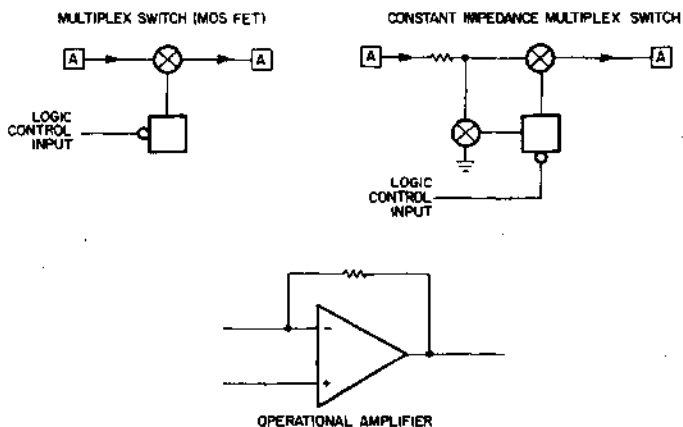 MULTIPLEX SWITCH (MOS FET)
A
A
LOGIC
CONTROL
INPUT
CONSTANT IMPEDANCE MULTIPLEX SWITCH
A
A
LOGIC
CONTROL
INPUT
-
+
OPERATIONAL AMPLIFIER